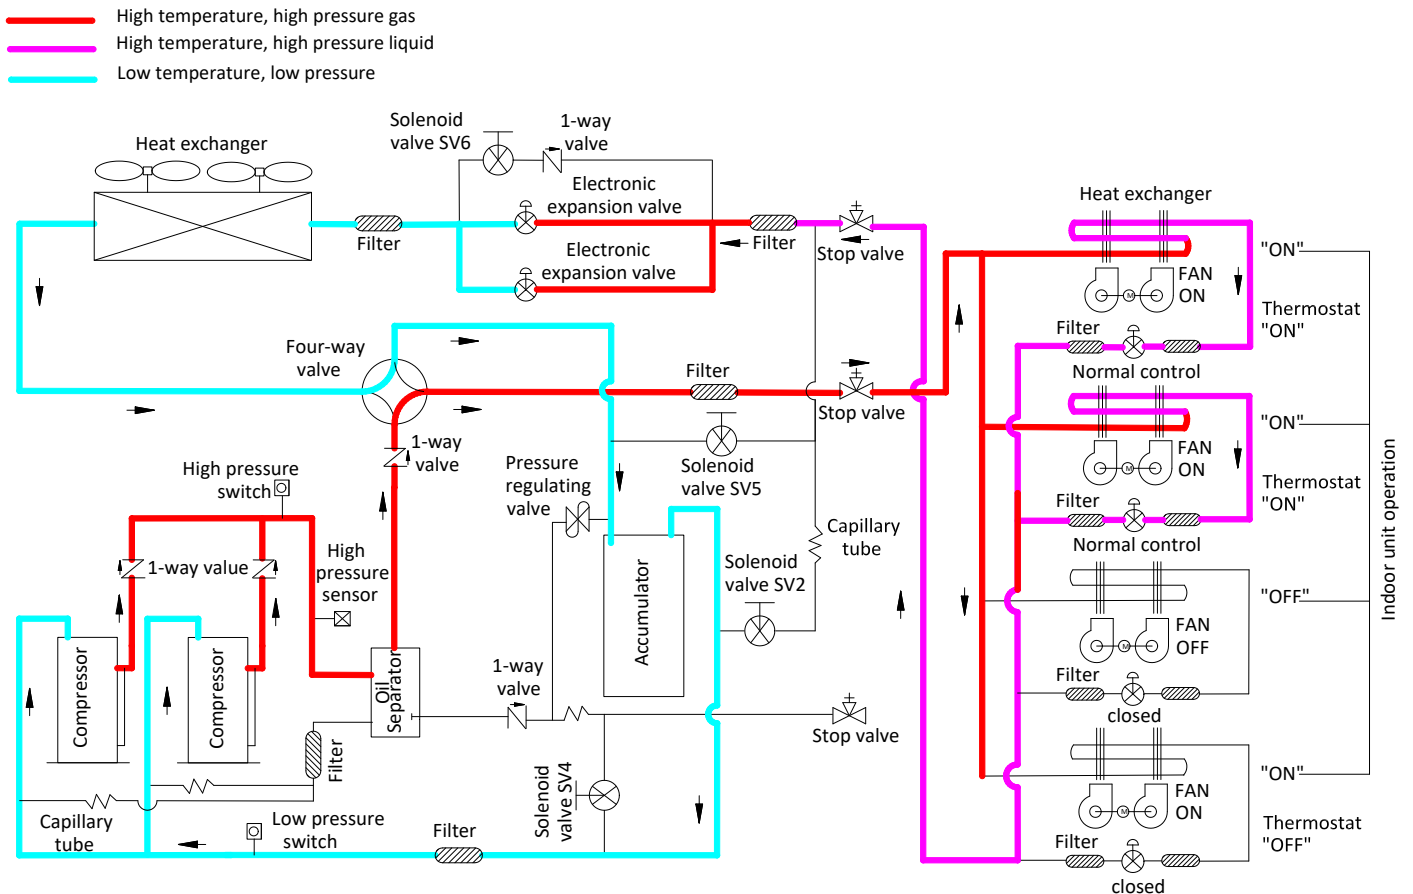 High temperature, high pressure gas
High temperature, high pressure liquid
Low temperature, low pressure
Heat exchanger
Solenoid
valve SV6
1-way
valve
Electronic
expansion valve
Filter
Electronic
expansion valve
Filter
Stop valve
Heat exchanger
"ON"
FAN
ON
Thermostat
"ON"
Filter
Normal control
Four-way
valve
Filter
Stop valve
1-way
valve
Solenoid
valve SV5
"ON"
FAN
ON
Thermostat
"ON"
Filter
Normal control
High pressure
switch
Pressure
regulating
valve
Capillary
tube
1-way value
High
pressure
sensor
Solenoid
valve SV2
Accumulator
"OFF"
FAN
OFF
Filter
closed
Indoor unit operation
Compressor
Compressor
Oil
Separator
1-way
valve
Stop valve
Filter
Solenoid
valve SV4
"ON"
FAN
ON
Thermostat
"OFF"
Filter
closed
Capillary
tube
Low pressure
switch
Filter
M
M
M
M